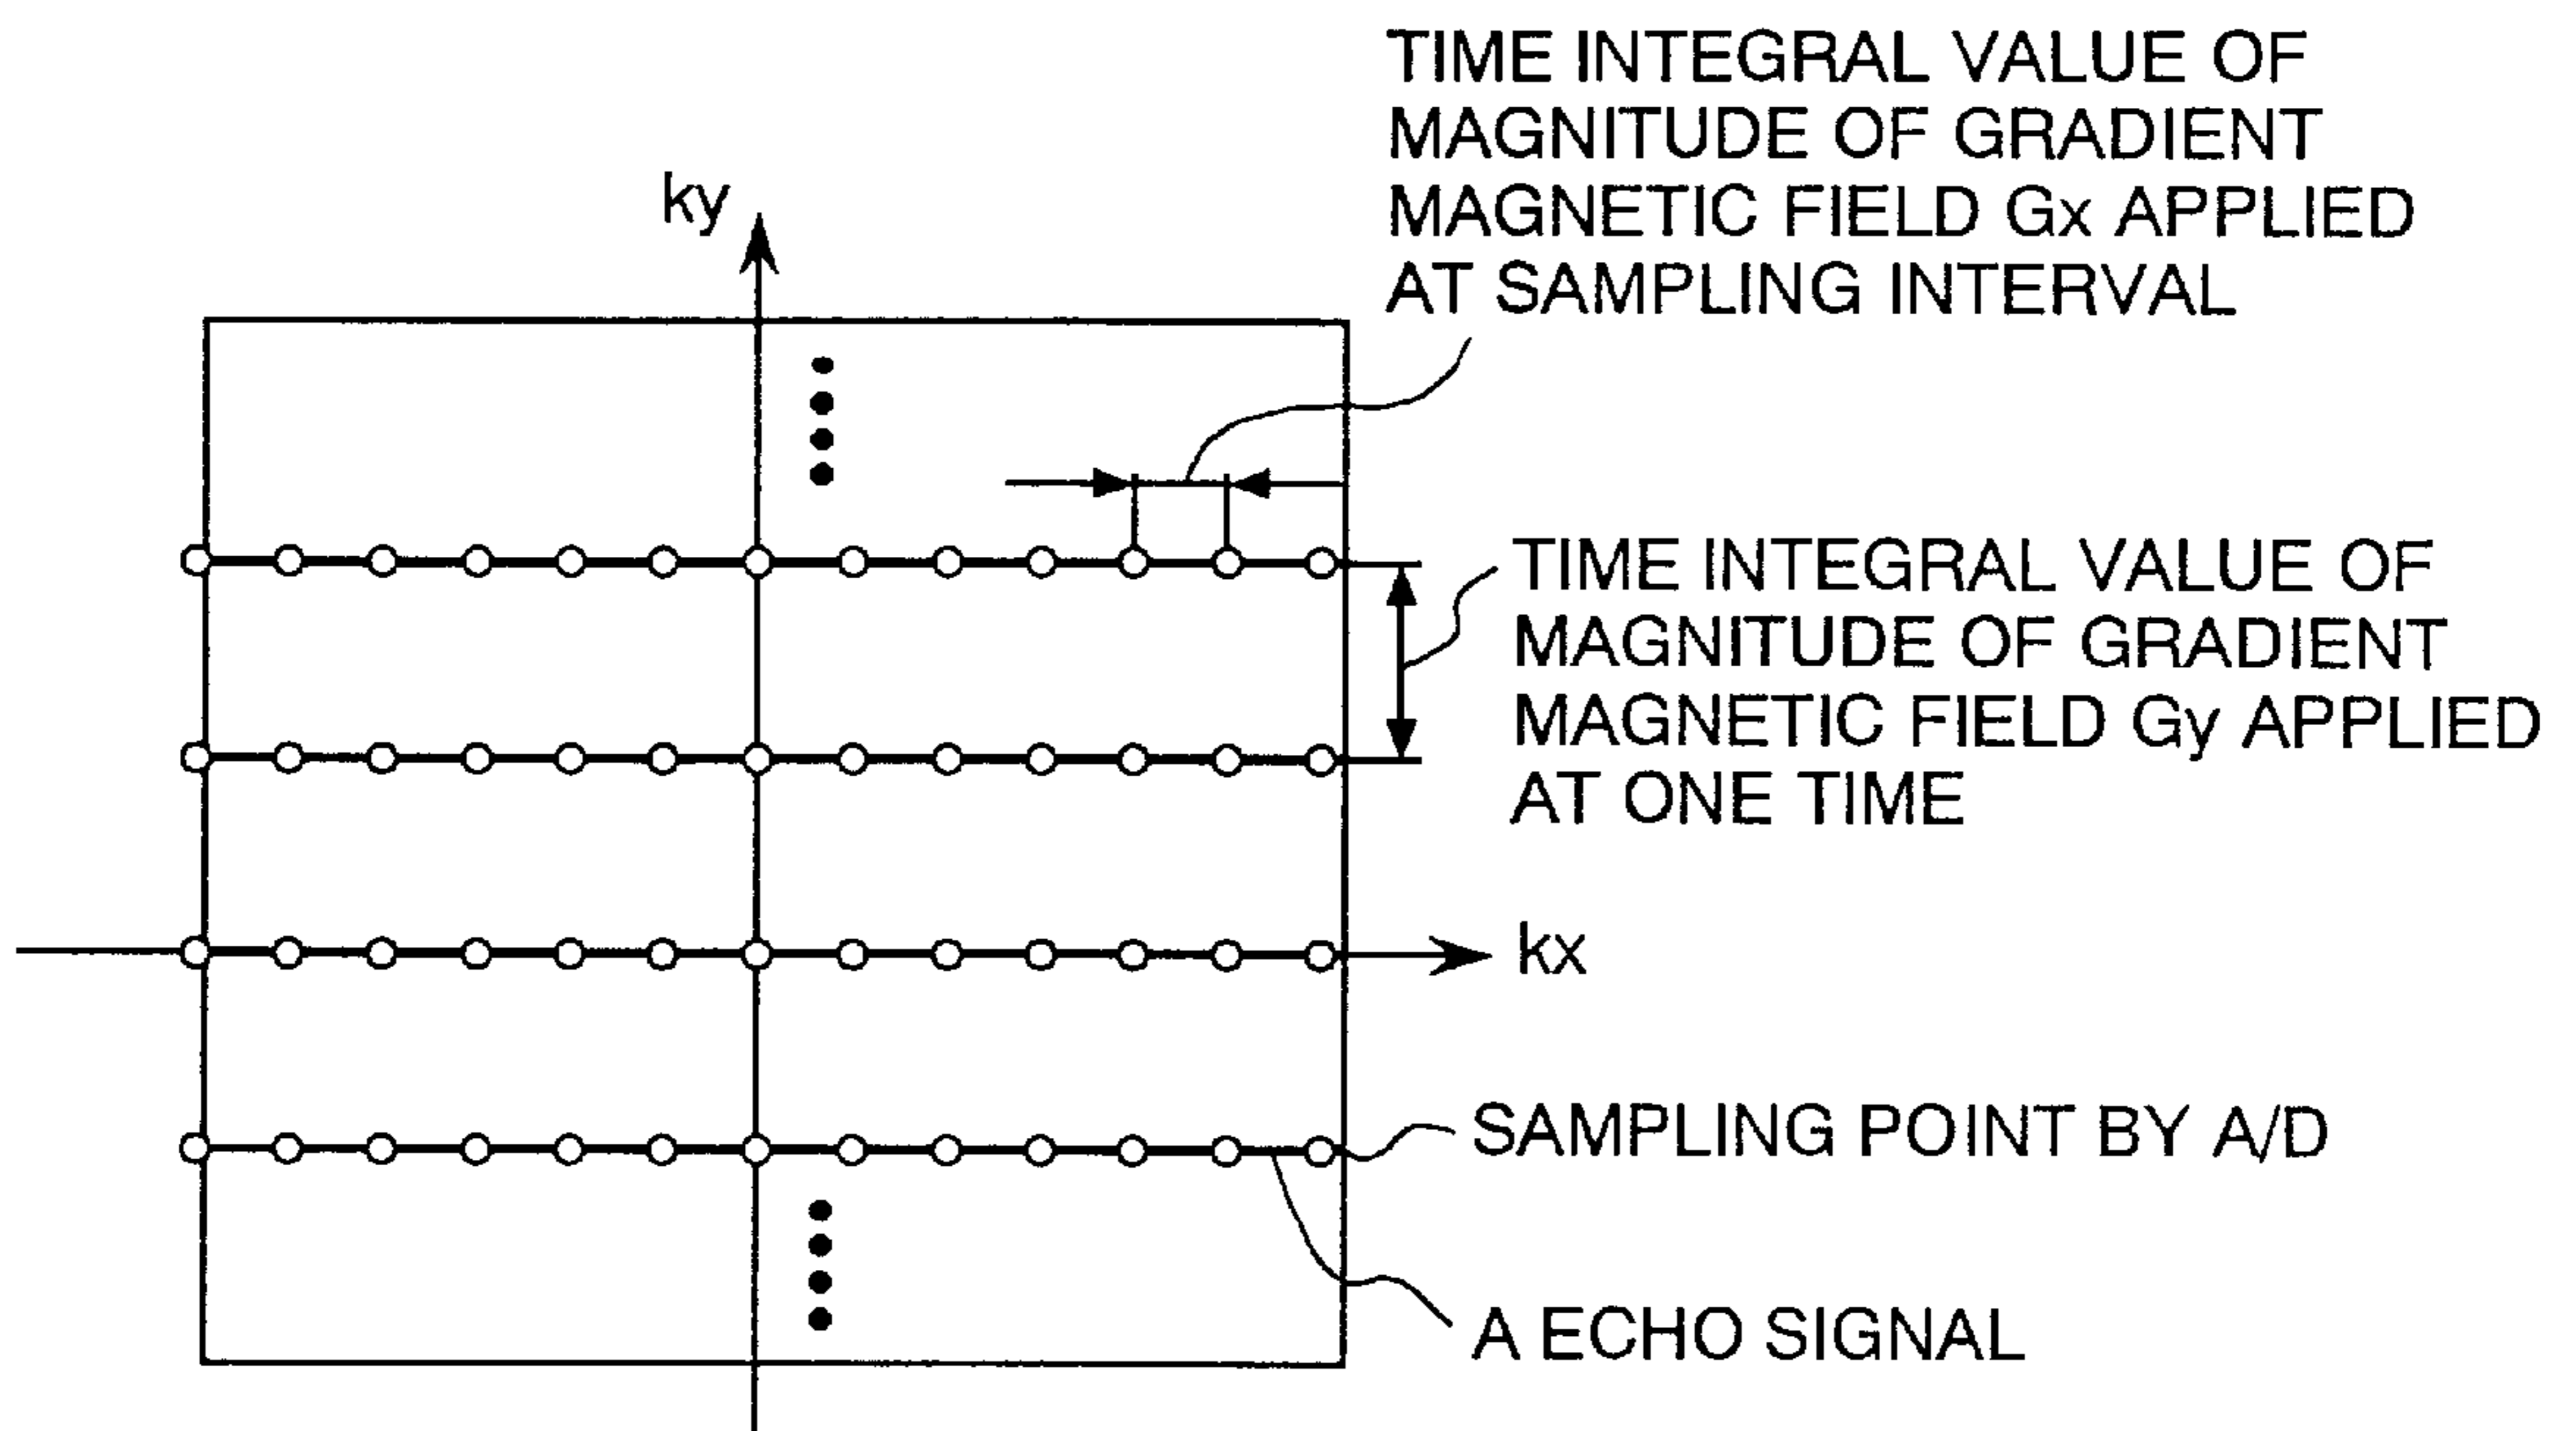 TIME INTEGRAL VALUE OF
MAGNITUDE OF GRADIENT
MAGNETIC FIELD Gx APPLIED
AT SAMPLING INTERVAL
ky
TIME INTEGRAL VALUE OF
MAGNITUDE OF GRADIENT
MAGNETIC FIELD Gy APPLIED
AT ONE TIME
kx
SAMPLING POINT BY A/D
A ECHO SIGNAL